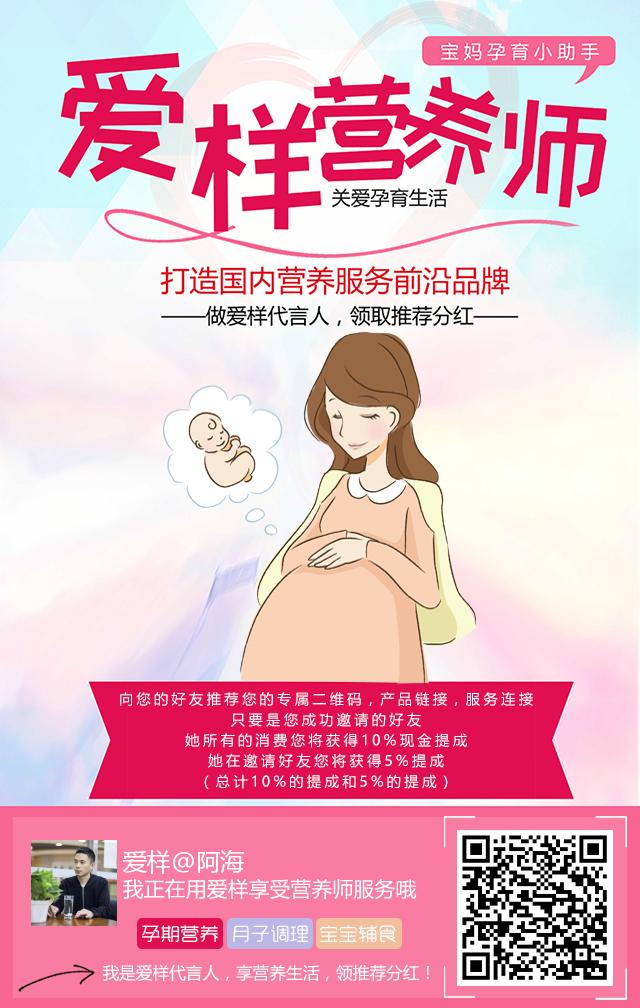 宝妈孕育小助手
爱样营养师
关爱孕育生活
打造国内营养服务前沿品牌
——做爱样代言人，领取推荐分红——
向您的好友推荐您的专属二维码，产品链接，服务连接
只要是您成功邀请的好友
她所有的消费您将获得10%现金提成
她在邀请好友您将获得5%提成
（总计10%的提成和5%的提成）
爱样@阿海
我正在用爱样享受营养师服务哦
孕期营养 月子调理 宝宝辅食
我是爱样代言人，享营养生活，领推荐分红！